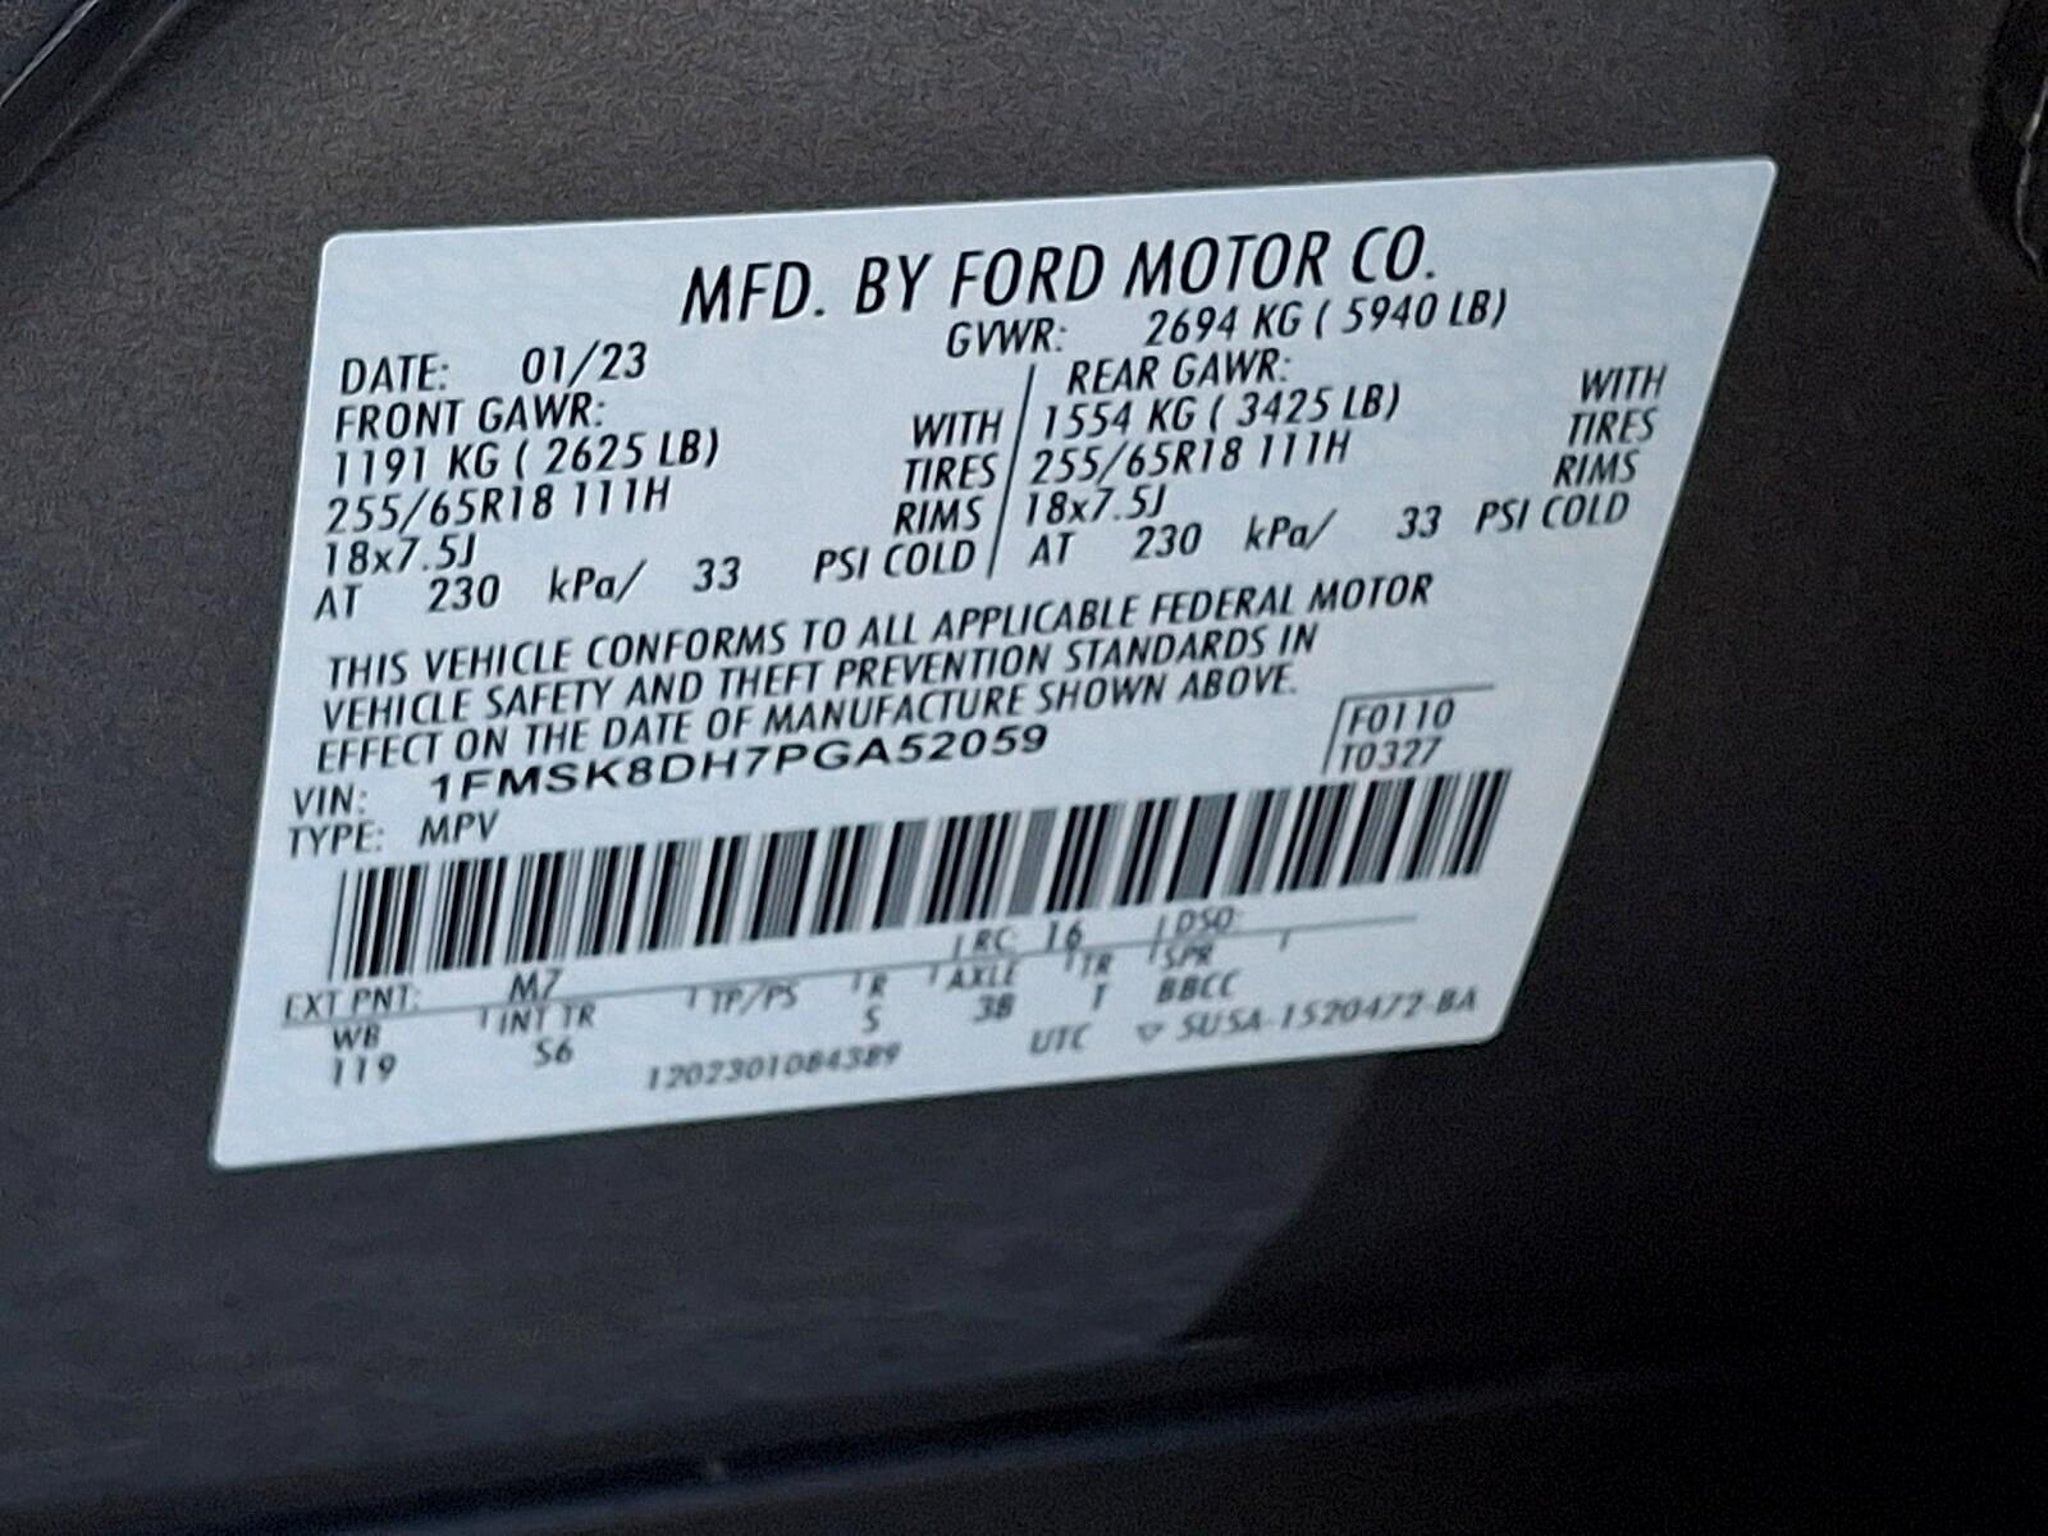 MFD. BY FORD MOTOR CO.
DATE: 01/23 GVWR: 2694 KG ( 5940 LB)
FRONT GAWR: REAR GAWR:
1191 KG ( 2625 LB) WITH 1554 KG ( 3425 LB) WITH
255/65R18 111H TIRES 255/65R18 111H TIRES
18x7.5J RIMS 18x7.5J RIMS
AT 230 kPa/ 33 PSI COLD AT 230 kPa/ 33 PSI COLD
THIS VEHICLE CONFORMS TO ALL APPLICABLE FEDERAL MOTOR
VEHICLE SAFETY AND THEFT PREVENTION STANDARDS IN
EFFECT ON THE DATE OF MANUFACTURE SHOWN ABOVE.
VIN: 1FMSK8DH7PGA52059 F0110
TYPE: MPV T0327
EXT PNT: M7 RC: 16 DSO:
WB INT TR TP/PS R AXLE TR SPR
119 S6 S 3B T BBCC
1202301084389 UTC ▽ 5U5A-1520472-BA